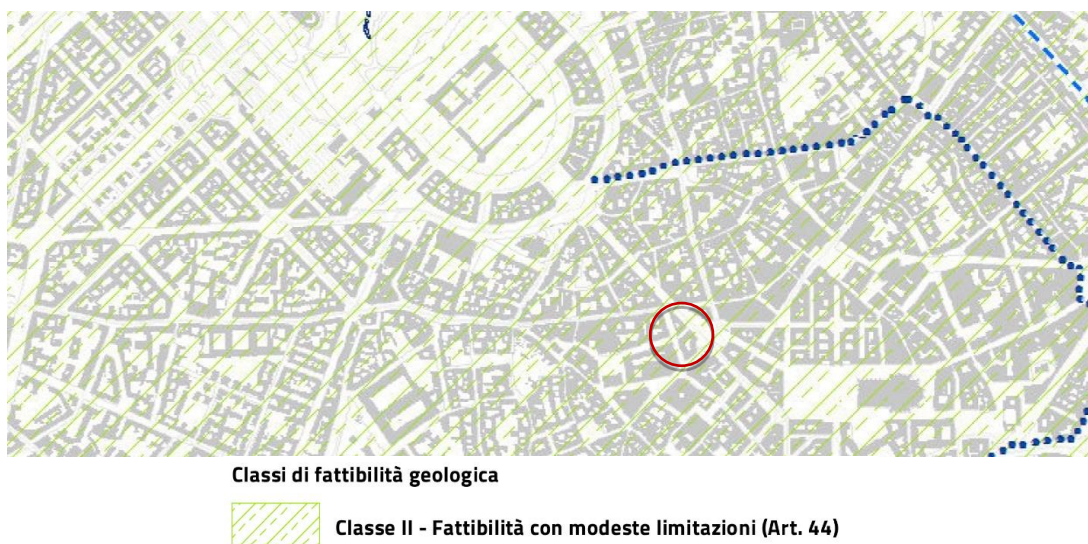 Classi di fattibilità geologica
Classe II - Fattibilità con modeste limitazioni (Art. 44)